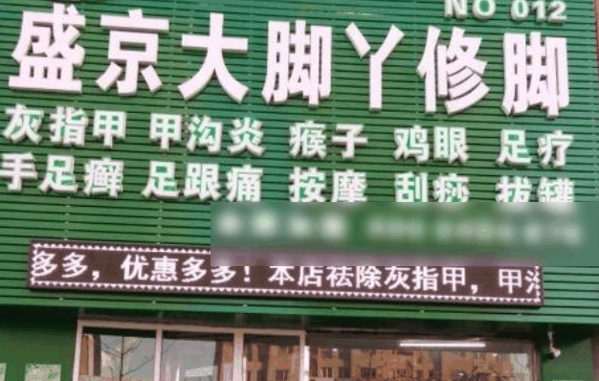 NO 012
盛京大脚丫修脚
灰指甲 甲沟炎 瘊子 鸡眼 足疗
手足癣 足跟痛 按摩 刮痧 拔罐
多多，优惠多多！本店祛除灰指甲，甲沟